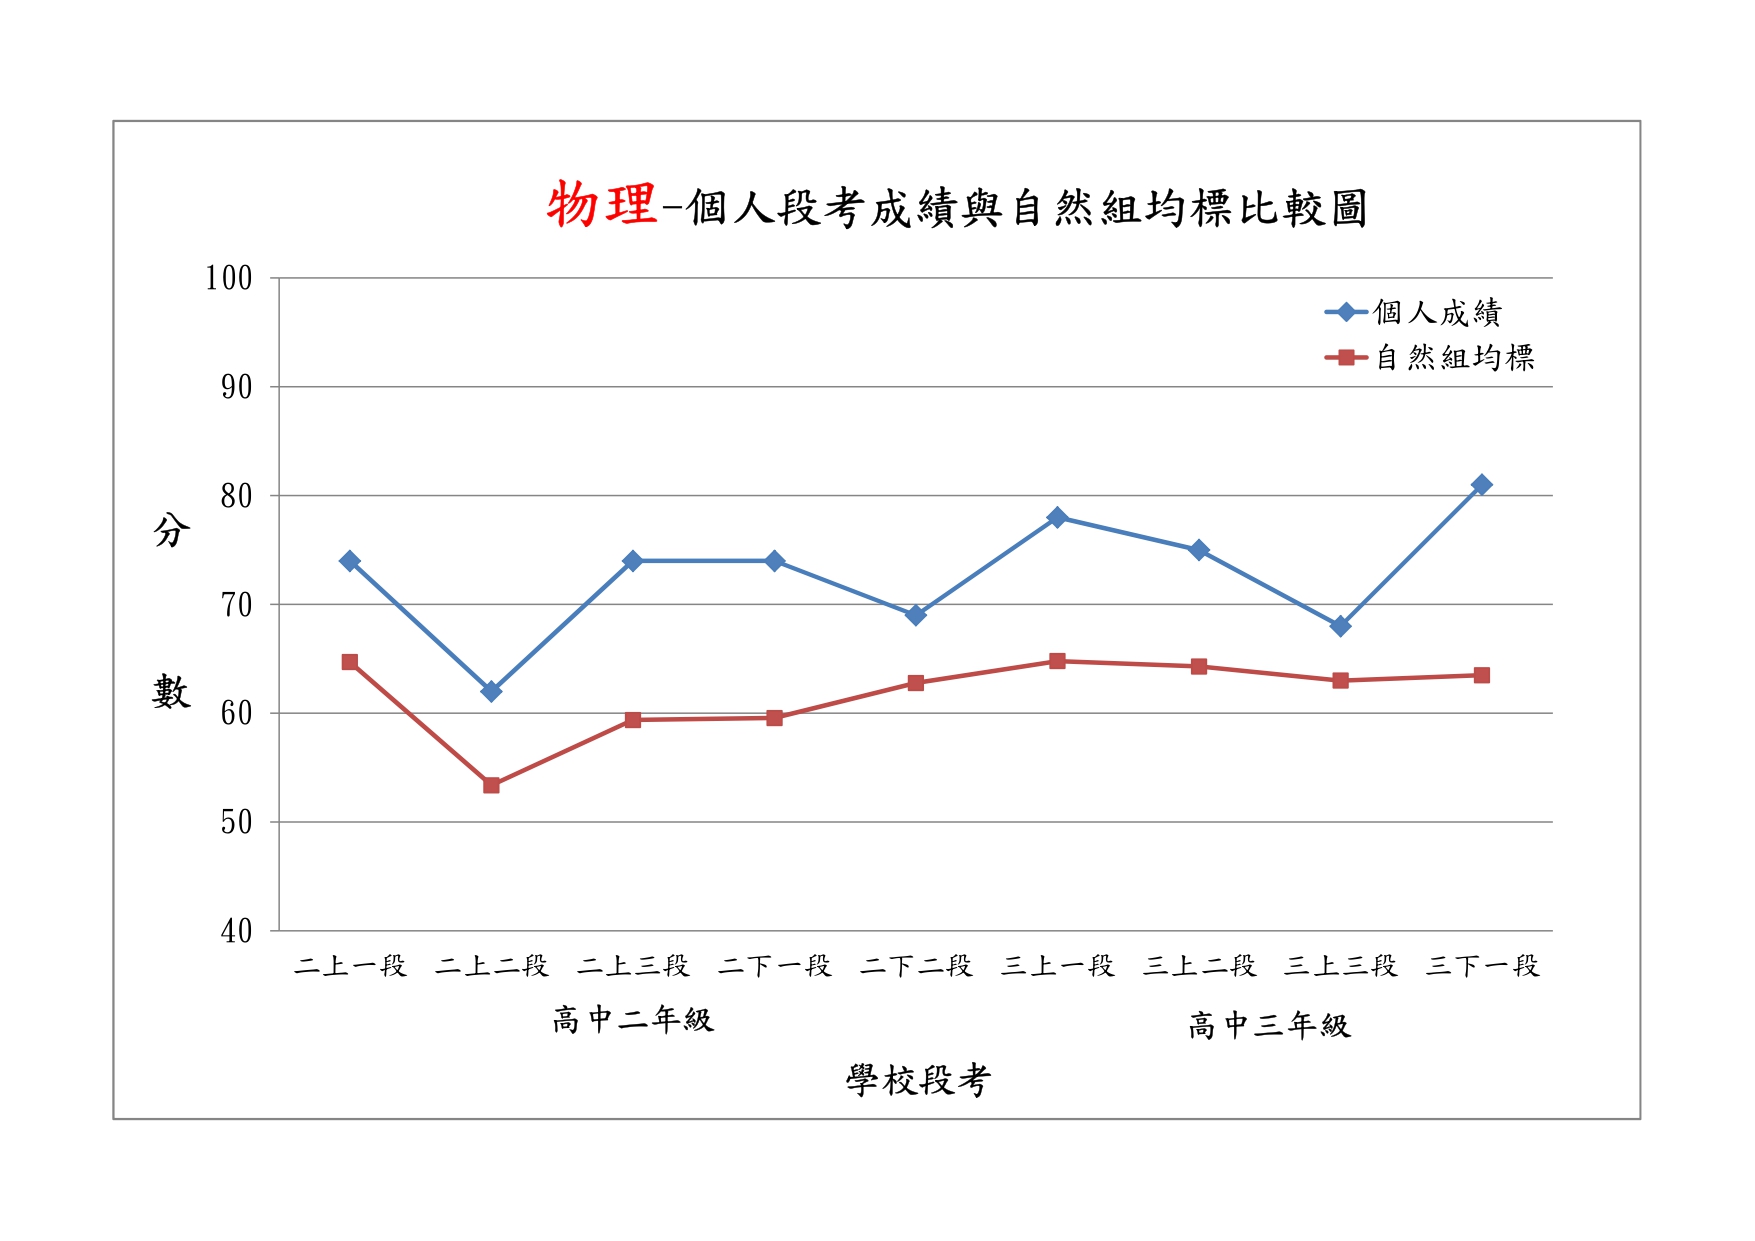 物理-個人段考成績與自然組均標比較圖
個人成績
自然組均標
100
90
80
70
60
50
40
分
數
二上一段 二上二段 二上三段 二下一段 二下二段 三上一段 三上二段 三上三段 三下一段
高中二年級 高中三年級
學校段考